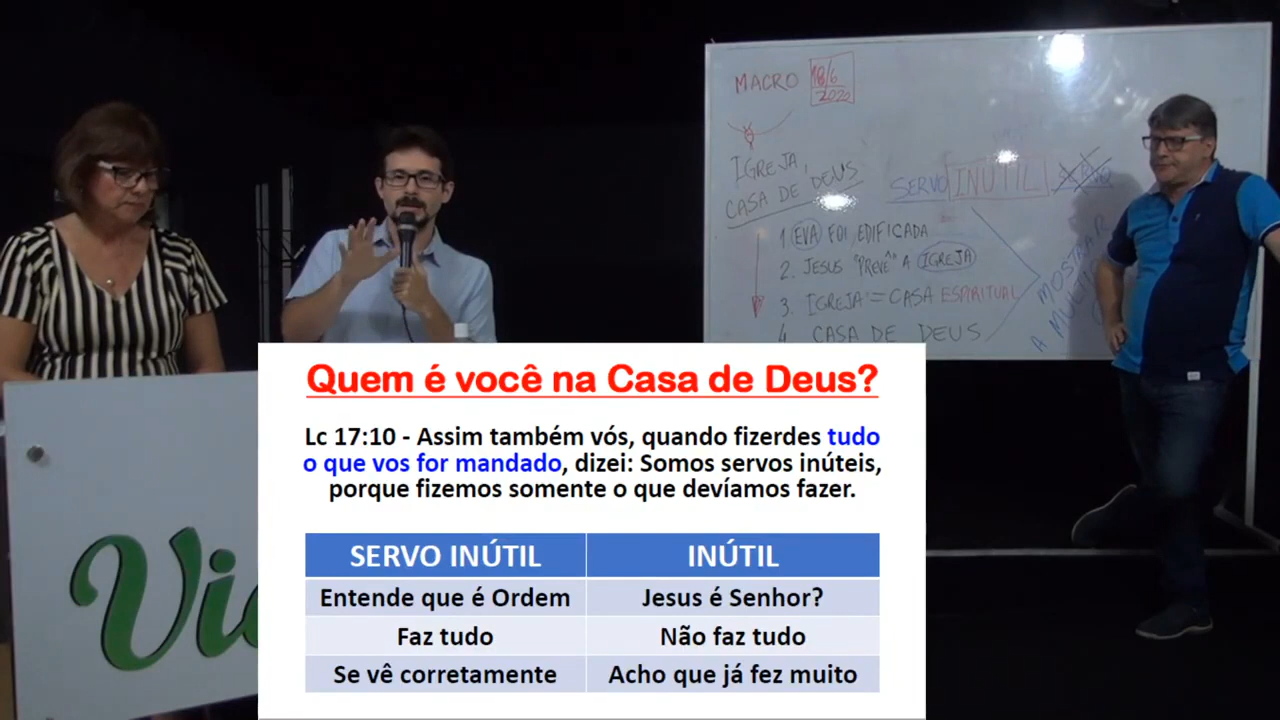 MACRO 18/6
2020
IGREJA,
CASA DE DEUS
SERVO INÚTIL
1. EVA FOI EDIFICADA
2. JESUS "PREVÊ" A IGREJA
3. IGREJA = CASA ESPIRITUAL
4. CASA DE DEUS
MOSTRAR
A
Quem é você na Casa de Deus?
Lc 17:10 - Assim também vós, quando fizerdes tudo
o que vos for mandado, dizei: Somos servos inúteis,
porque fizemos somente o que devíamos fazer.
SERVO INÚTIL INÚTIL
Entende que é Ordem Jesus é Senhor?
Faz tudo Não faz tudo
Se vê corretamente Acho que já fez muito